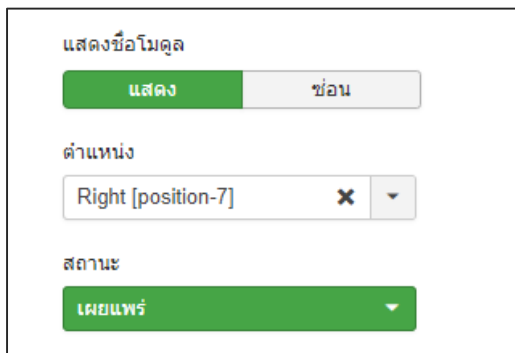 แสดงชื่อโมดูล
แสดง ซ่อน
ตำแหน่ง
Right [position-7]
สถานะ
เผยแพร่